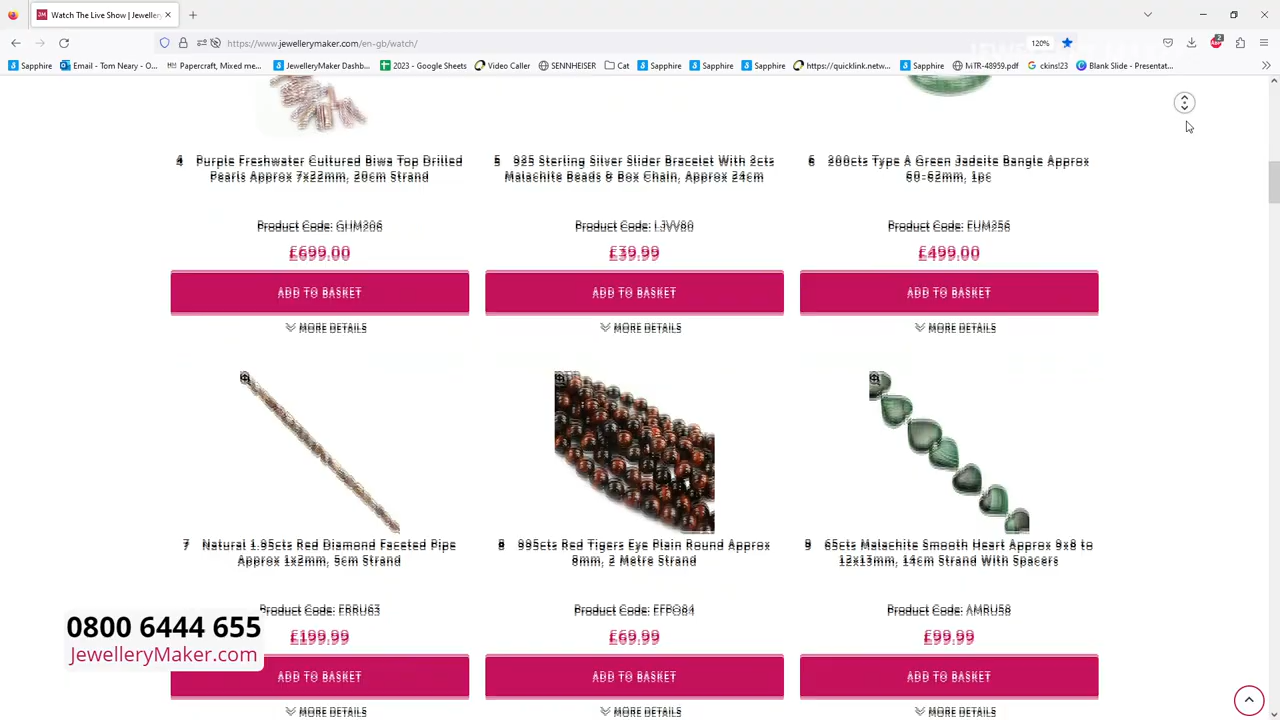 Watch The Live Show | Jeweller
https://www.jewellerymaker.com/en-gb/watch/
120%
2
Sapphire
Email - Tom Neary - O...
Papercraft, Mixed me...
JewelleryMaker Dashb...
2023 - Google Sheets
Video Caller
SENNHEISER
Cat
Sapphire
Sapphire
Sapphire
https://quicklink.netw...
Sapphire
MTR-48959.pdf
ckins!23
Blank Slide - Presentat...
4 Purple Freshwater Cultured Biwa Top Drilled
Pearls Approx 7x22mm, 20cm Strand
Product Code: GHM206
£699.00
ADD TO BASKET
MORE DETAILS
5 925 Sterling Silver Slider Bracelet With 2cts
Malachite Beads & Box Chain, Approx 24cm
Product Code: LJVV80
£39.99
ADD TO BASKET
MORE DETAILS
6 200cts Type A Green Jadeite Bangle Approx
60-62mm, 1pc
Product Code: EUM256
£499.00
ADD TO BASKET
MORE DETAILS
7 Natural 1.95cts Red Diamond Faceted Pipe
Approx 1x2mm, 5cm Strand
Product Code:
£199.99
ADD TO BASKET
MORE DETAILS
8 995cts Red Tigers Eye Plain Round Approx
8mm, 2 Metre Strand
Product Code:
£69.99
ADD TO BASKET
MORE DETAILS
9 65cts Malachite Smooth Heart Approx 9x8 to
12x13mm, 14cm Strand With Spacers
Product Code: AMRU58
£99.99
ADD TO BASKET
MORE DETAILS
0800 6444 655
JewelleryMaker.com